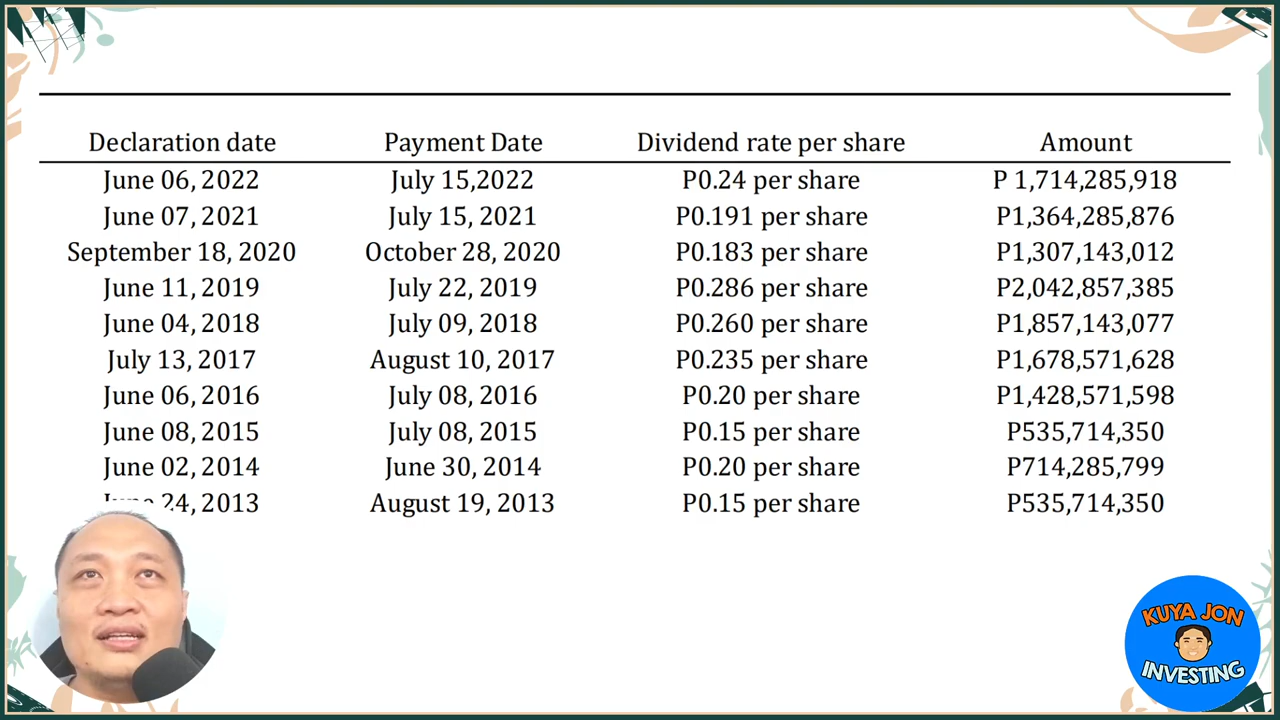 Declaration date Payment Date Dividend rate per share Amount
June 06, 2022 July 15,2022 P0.24 per share P 1,714,285,918
June 07, 2021 July 15, 2021 P0.191 per share P1,364,285,876
September 18, 2020 October 28, 2020 P0.183 per share P1,307,143,012
June 11, 2019 July 22, 2019 P0.286 per share P2,042,857,385
June 04, 2018 July 09, 2018 P0.260 per share P1,857,143,077
July 13, 2017 August 10, 2017 P0.235 per share P1,678,571,628
June 06, 2016 July 08, 2016 P0.20 per share P1,428,571,598
June 08, 2015 July 08, 2015 P0.15 per share P535,714,350
June 02, 2014 June 30, 2014 P0.20 per share P714,285,799
June 24, 2013 August 19, 2013 P0.15 per share P535,714,350
KUYA JON
INVESTING